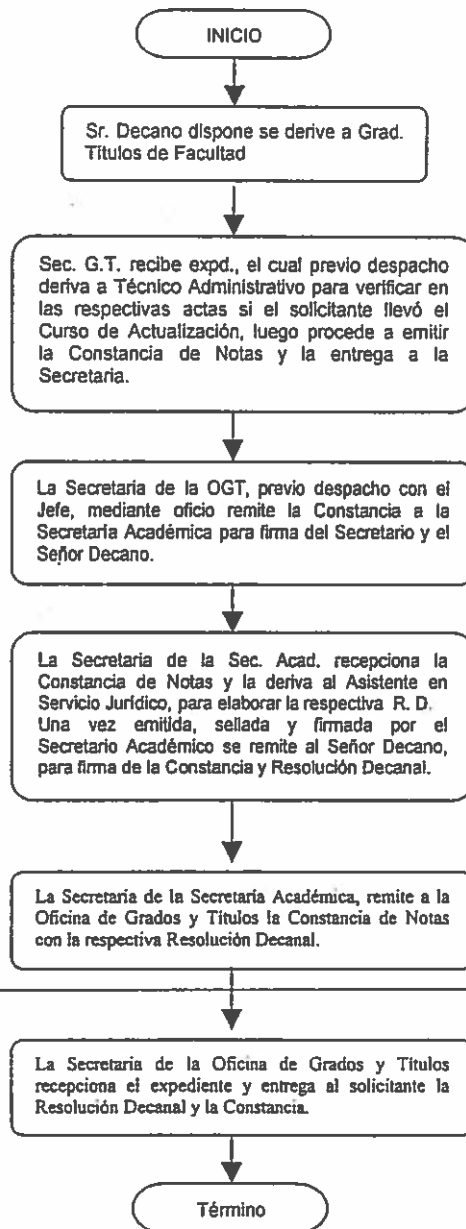 INICIO
Sr. Decano dispone se derive a Grad.
Títulos de Facultad
Sec. G.T. recibe expd., el cual previo despacho
deriva a Técnico Administrativo para verificar en
las respectivas actas si el solicitante llevó el
Curso de Actualización, luego procede a emitir
la Constancia de Notas y la entrega a la
Secretaria.
La Secretaria de la OGT, previo despacho con el
Jefe, mediante oficio remite la Constancia a la
Secretaría Académica para firma del Secretario y el
Señor Decano.
La Secretaria de la Sec. Acad. recepciona la
Constancia de Notas y la deriva al Asistente en
Servicio Jurídico, para elaborar la respectiva R. D.
Una vez emitida, sellada y firmada por el
Secretario Académico se remite al Señor Decano,
para firma de la Constancia y Resolución Decanal.
La Secretaría de la Secretaría Académica, remite a la
Oficina de Grados y Títulos la Constancia de Notas
con la respectiva Resolución Decanal.
La Secretaria de la Oficina de Grados y Títulos
recepciona el expediente y entrega al solicitante la
Resolución Decanal y la Constancia.
Término